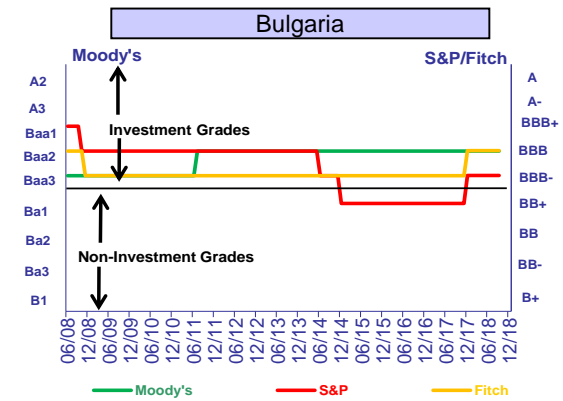 Bulgaria
Moody's
S&P/Fitch
A2
A
A3
A-
Baa1
BBB+
Investment Grades
Baa2
BBB
Baa3
BBB-
Ba1
BB+
Ba2
BB
Non-Investment Grades
Ba3
BB-
B1
B+
06/08
12/08
06/09
12/09
06/10
12/10
06/11
12/11
06/12
12/12
06/13
12/13
06/14
12/14
06/15
12/15
06/16
12/16
06/17
12/17
06/18
12/18
Moody's
S&P
Fitch